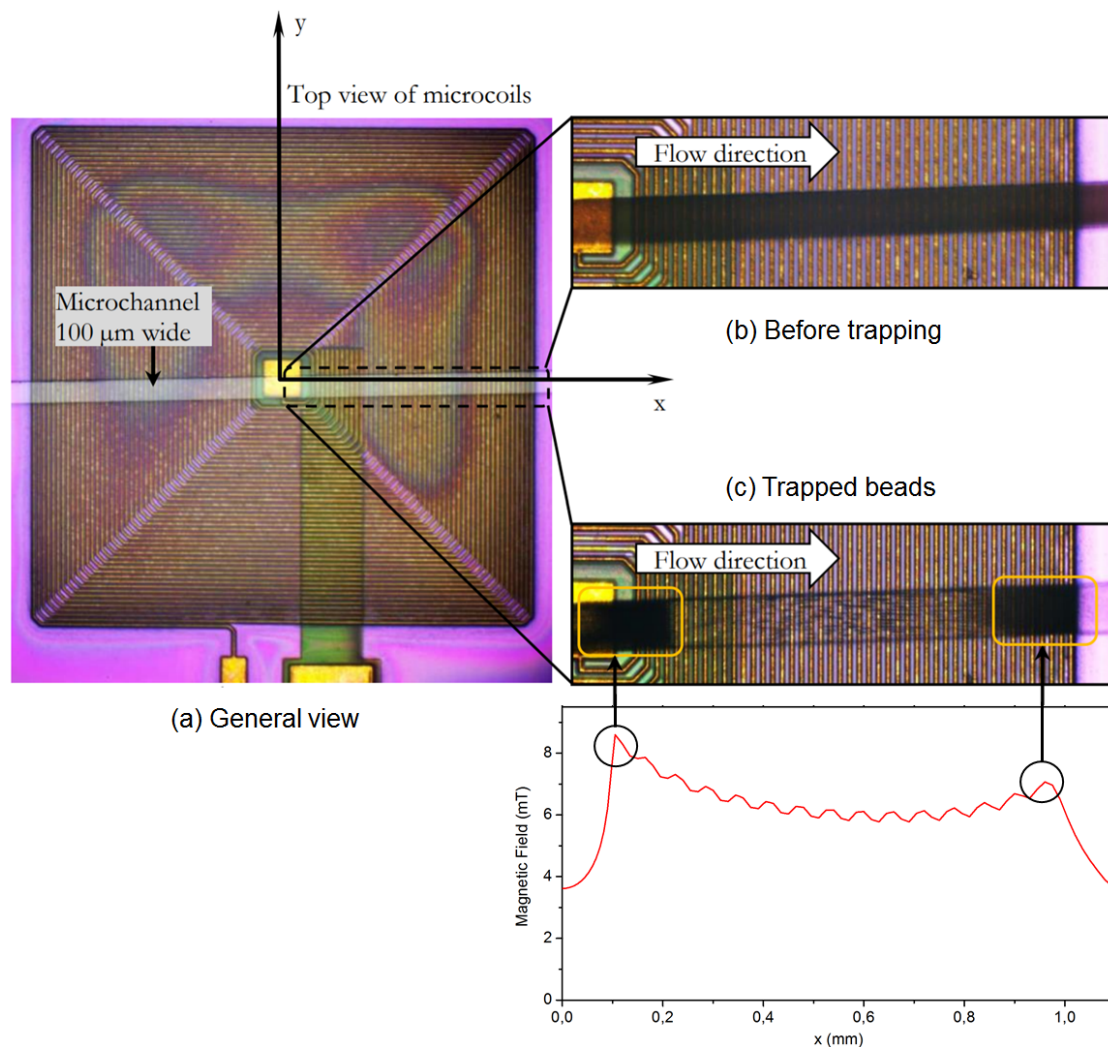 y
Top view of microcoils
Microchannel
100 µm wide
x
(a) General view
Flow direction
(b) Before trapping
(c) Trapped beads
Flow direction
Magnetic Field (mT)
8
6
4
2
0
0,0 0,2 0,4 0,6 0,8 1,0
x (mm)